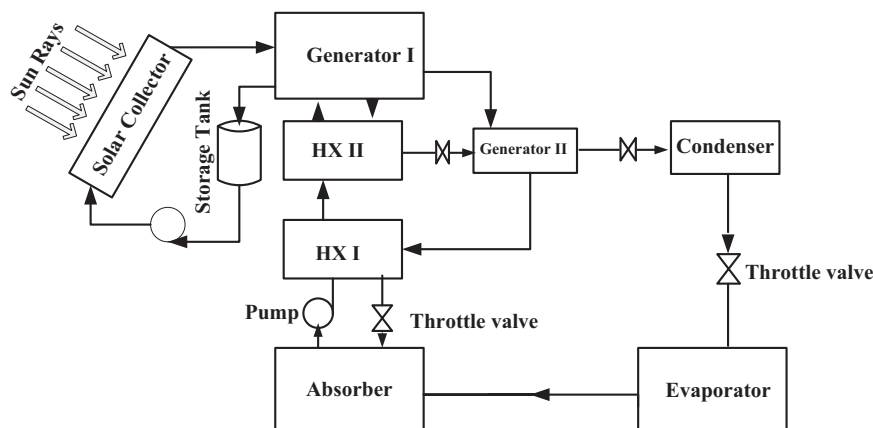 Sun Rays
Solar Collector
Storage Tank
Generator I
HX II
Generator II
Condenser
HX I
Throttle valve
Pump
Throttle valve
Absorber
Evaporator